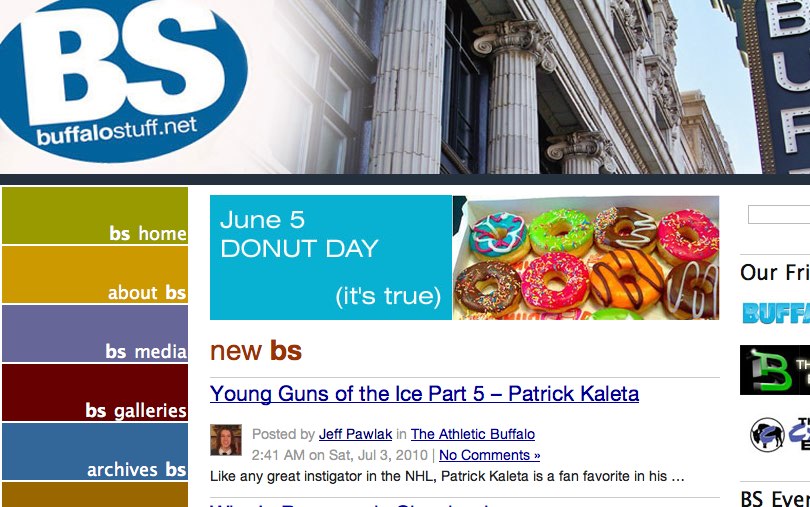 BS
buffalostuff.net
B
U
F
bs home
about bs
bs media
bs galleries
archives bs
June 5
DONUT DAY
(it's true)
new bs
Young Guns of the Ice Part 5 – Patrick Kaleta
Posted by Jeff Pawlak in The Athletic Buffalo
2:41 AM on Sat, Jul 3, 2010 | No Comments »
Like any great instigator in the NHL, Patrick Kaleta is a fan favorite in his ...
Our Fri
BUFFA
B TH
BS Ever